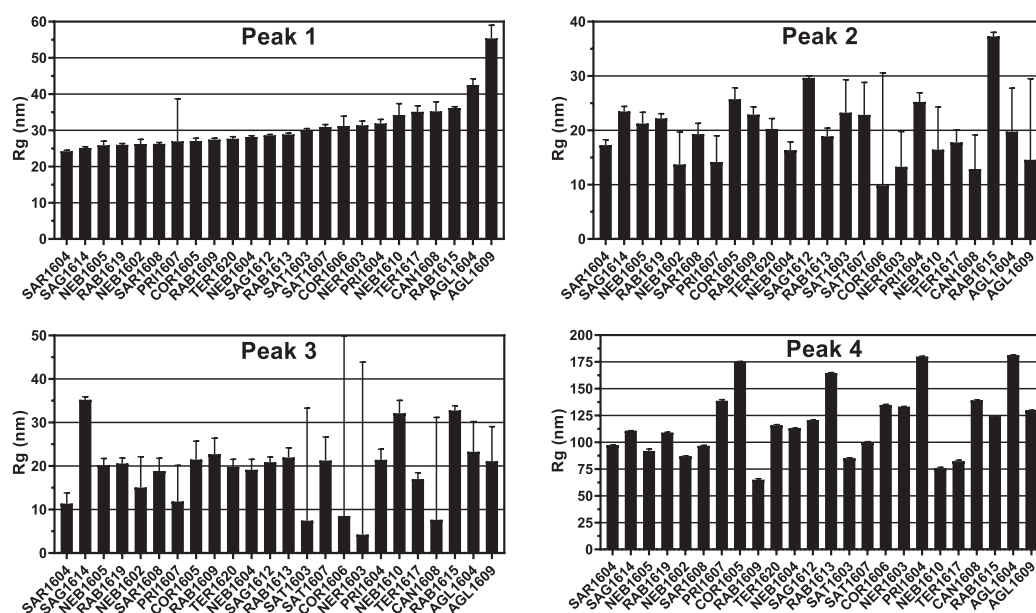 Peak 1
Rg (nm)
60
50
40
30
20
10
0
SAR1604 SAG1614 NEB1605 RAB1619 NEB1602 SAR1608 PRI1607 COR1605 RAB1609 TER1620 NEB1604 SAG1612 RAB1613 SAT1603 SAT1607 COR1606 NER1603 PRI1604 NEB1610 TER1617 CAN1608 RAB1615 AGL1604 AGL1609
Peak 2
Rg (nm)
40
30
20
10
0
SAR1604 SAG1614 NEB1605 RAB1619 NEB1602 SAR1608 PRI1607 COR1605 RAB1609 TER1620 NEB1604 SAG1612 RAB1613 SAT1603 SAT1607 COR1606 NER1603 PRI1604 NEB1610 TER1617 CAN1608 RAB1615 AGL1604 AGL1609
Peak 3
Rg (nm)
50
40
30
20
10
0
SAR1604 SAG1614 NEB1605 RAB1619 NEB1602 SAR1608 PRI1607 COR1605 RAB1609 TER1620 NEB1604 SAG1612 RAB1613 SAT1603 SAT1607 COR1606 NER1603 PRI1604 NEB1610 TER1617 CAN1608 RAB1615 AGL1604 AGL1609
Peak 4
Rg (nm)
200
175
150
125
100
75
50
25
0
SAR1604 SAG1614 NEB1605 RAB1619 NEB1602 SAR1608 PRI1607 COR1605 RAB1609 TER1620 NEB1604 SAG1612 RAB1613 SAT1603 SAT1607 COR1606 NER1603 PRI1604 NEB1610 TER1617 CAN1608 RAB1615 AGL1604 AGL1609